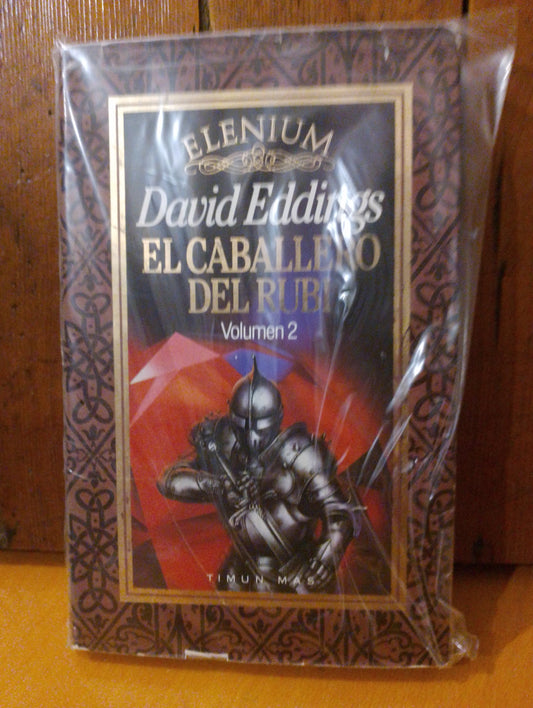 ELENIUM
David Eddings
EL CABALLERO
DEL RUBÍ
Volumen 2
TIMUN MAS